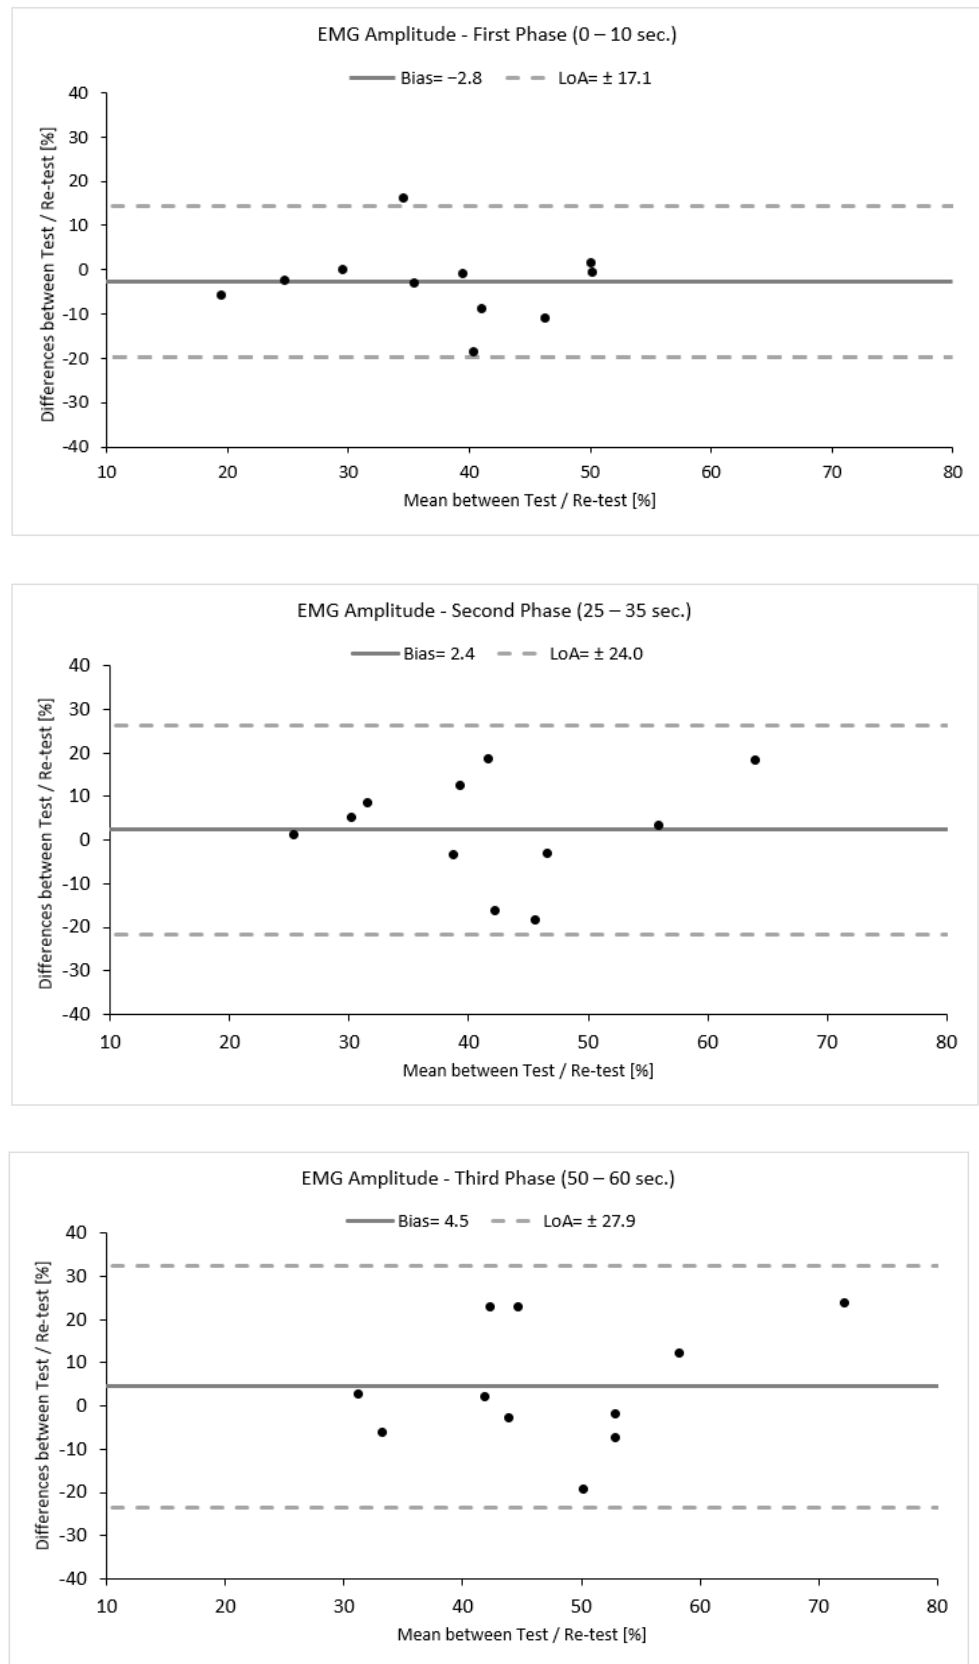 EMG Amplitude - First Phase (0 – 10 sec.)
Bias= −2.8 LoA= ± 17.1
Differences between Test / Re-test [%]
40
30
20
10
0
-10
-20
-30
-40
10 20 30 40 50 60 70 80
Mean between Test / Re-test [%]
EMG Amplitude - Second Phase (25 – 35 sec.)
Bias= 2.4 LoA= ± 24.0
Differences between Test / Re-test [%]
40
30
20
10
0
-10
-20
-30
-40
10 20 30 40 50 60 70 80
Mean between Test / Re-test [%]
EMG Amplitude - Third Phase (50 – 60 sec.)
Bias= 4.5 LoA= ± 27.9
Differences between Test / Re-test [%]
40
30
20
10
0
-10
-20
-30
-40
10 20 30 40 50 60 70 80
Mean between Test / Re-test [%]